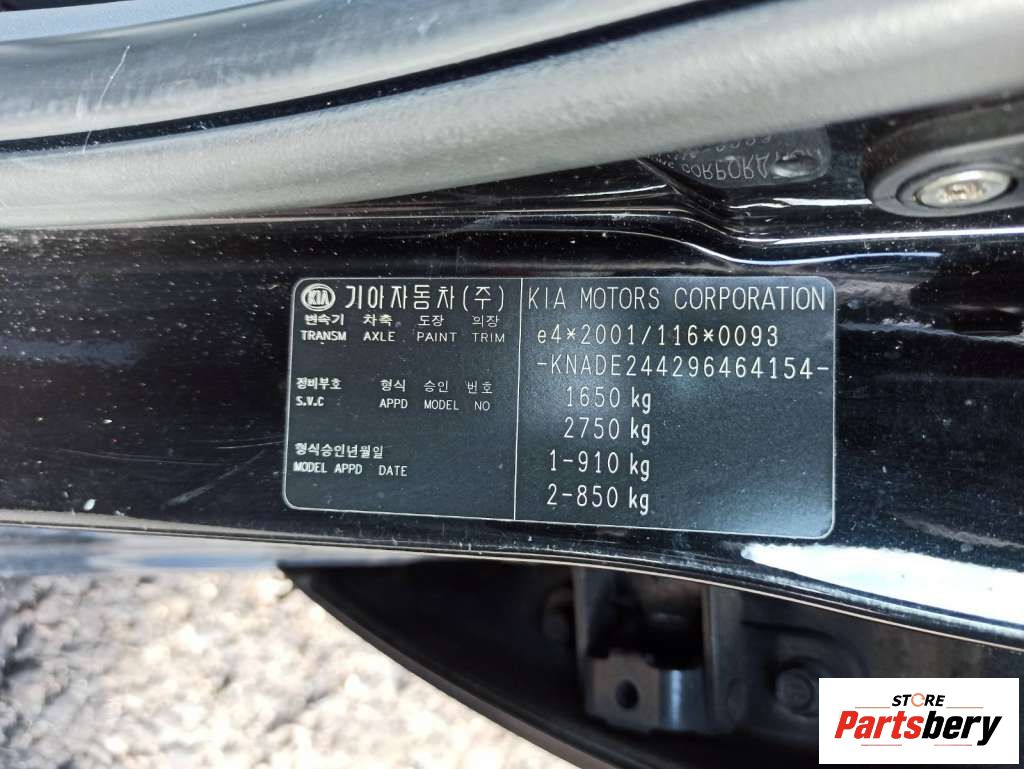 CORPORA
KIA 기아자동차(주)
변속기 차축 도장 의장
TRANSM AXLE PAINT TRIM
정비부호 형식 승인 번호
S.V.C APPD MODEL NO
형식승인년월일
MODEL APPD DATE
KIA MOTORS CORPORATION
e4*2001/116*0093
-KNADE244296464154-
1650 kg
2750 kg
1-910 kg
2-850 kg
STORE
Partsbery